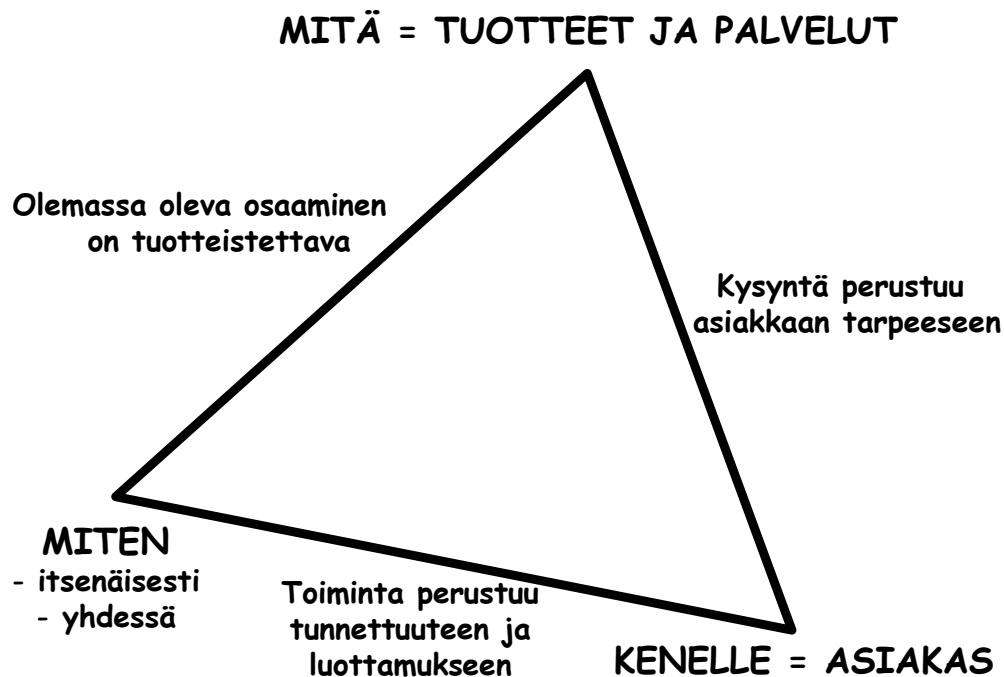 MITÄ = TUOTTEET JA PALVELUT
Olemassa oleva osaaminen
on tuotteistettava
Kysyntä perustuu
asiakkaan tarpeeseen
MITEN
- itsenäisesti
- yhdessä
Toiminta perustuu
tunnettuuteen ja
luottamukseen
KENELLE = ASIAKAS